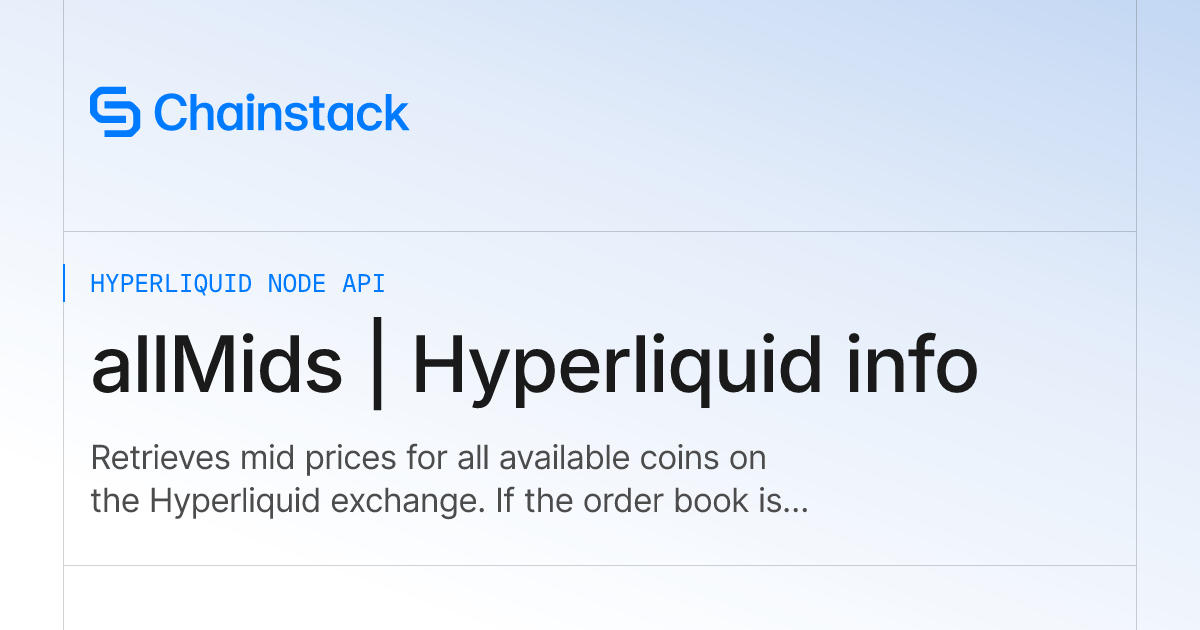 Chainstack
HYPERLIQUID NODE API
allMids | Hyperliquid info
Retrieves mid prices for all available coins on
the Hyperliquid exchange. If the order book is...